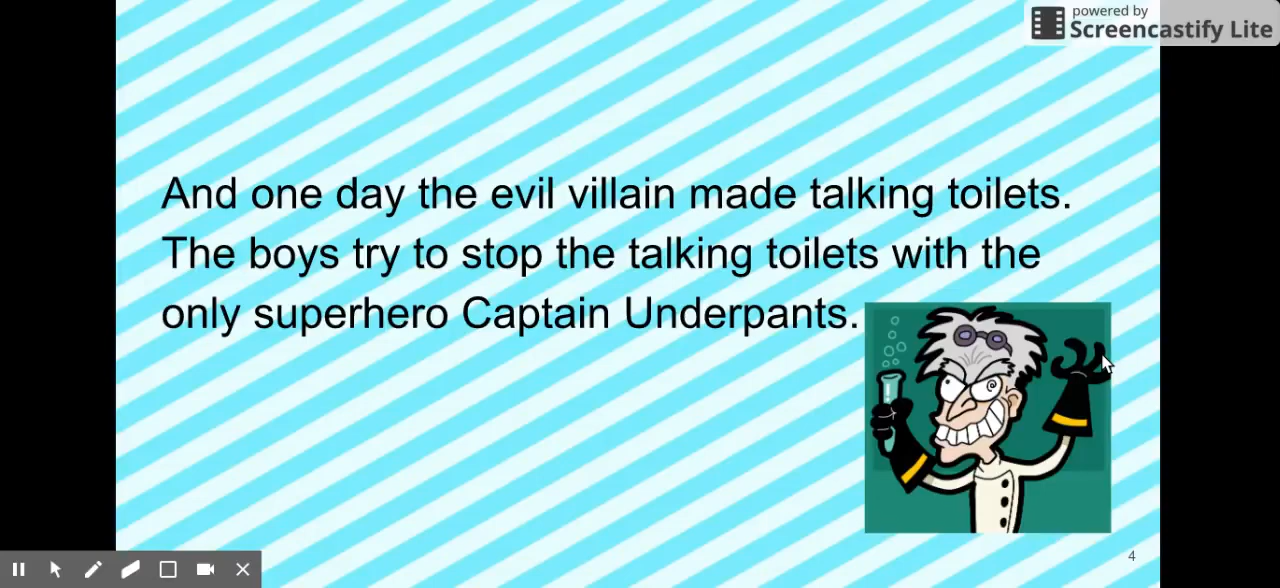 powered by
Screencastify Lite
And one day the evil villain made talking toilets.
The boys try to stop the talking toilets with the
only superhero Captain Underpants.
4